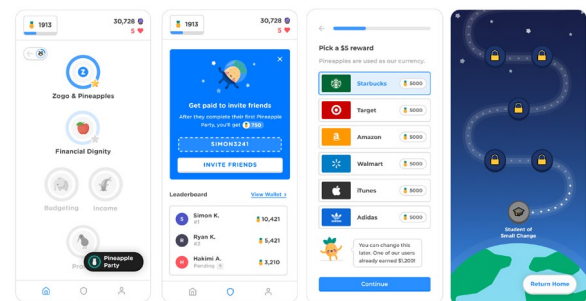 1913
30,728
5
Zogo & Pineapples
Financial Dignity
Budgeting
Income
Pineapple
Party
1913
30,728
5
Get paid to invite friends
After they complete their first Pineapple
Party, you'll get 750
SIMON3241
INVITE FRIENDS
Leaderboard
View Wallet >
S
Simon K.
#1
10,421
R
Ryan K.
#2
5,421
H
Hakimi A.
Pending
3,210
Pick a $5 reward
Pineapples are used as our currency.
Starbucks
5000
Target
5000
Amazon
5000
Walmart
5000
iTunes
5000
Adidas
5000
You can change this
later. One of our users
already earned $1,200!
Continue
Student of
Small Change
Return Home